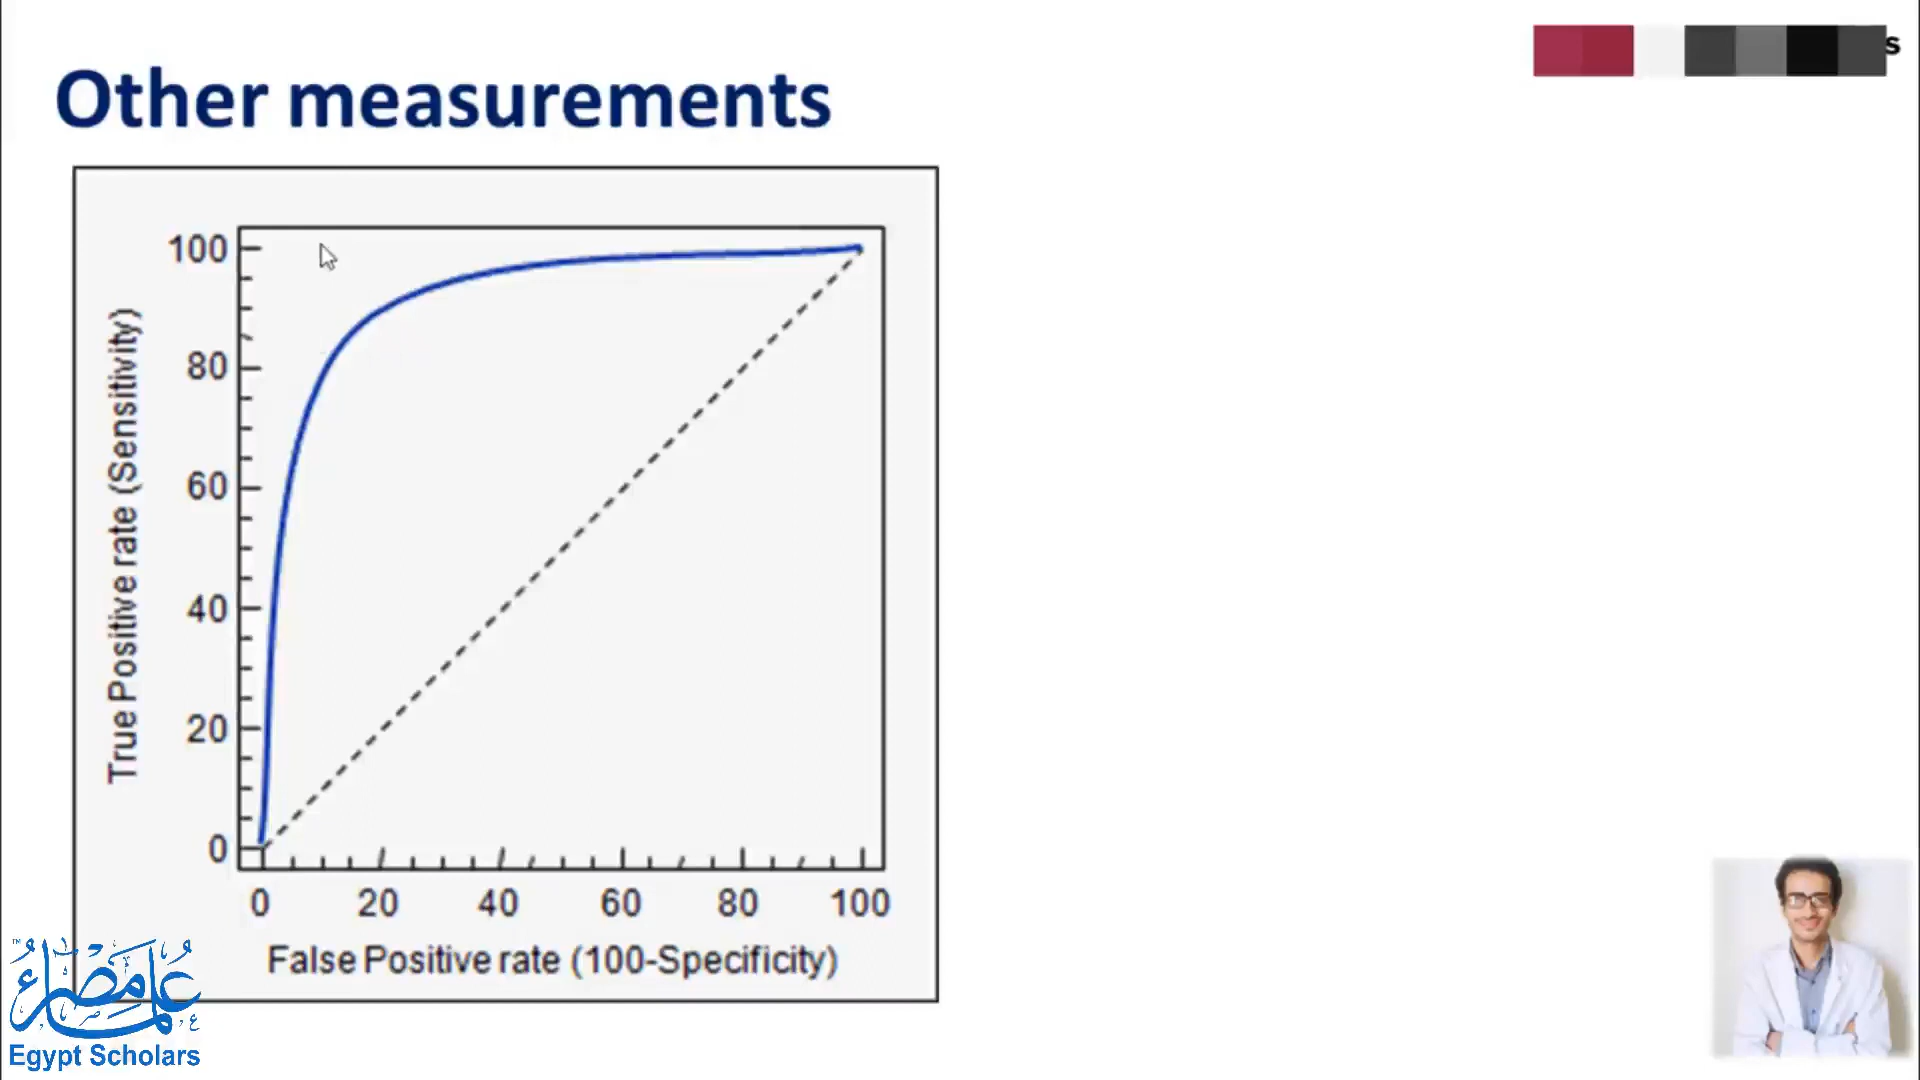 Other measurements
s
100
80
60
40
20
0
True Positive rate (Sensitivity)
0 20 40 60 80 100
False Positive rate (100-Specificity)
علماء مصر
Egypt Scholars